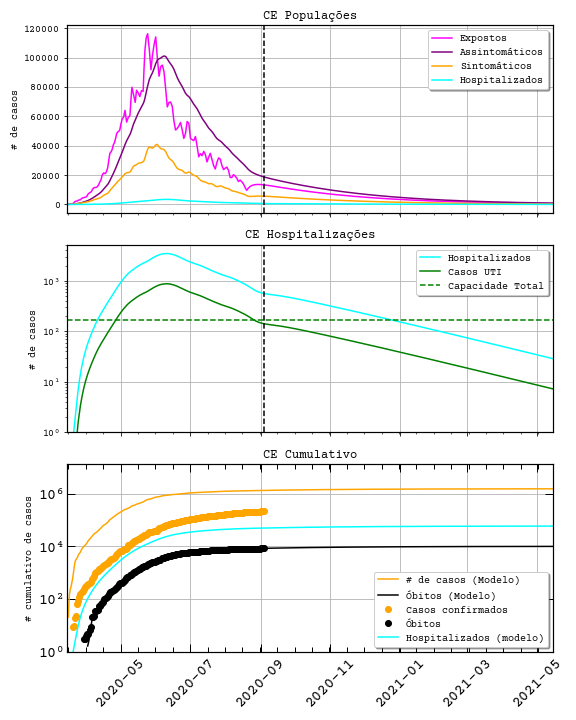 CE Populações
120000
100000
80000
60000
40000
20000
0
# de casos
Expostos
Assintomáticos
Sintomáticos
Hospitalizados
CE Hospitalizações
10³
10²
10¹
10⁰
# de casos
Hospitalizados
Casos UTI
Capacidade Total
CE Cumulativo
10⁶
10⁴
10²
10⁰
# cumulativo de casos
# de casos (Modelo)
Óbitos (Modelo)
Casos confirmados
Óbitos
Hospitalizados (modelo)
2020-05
2020-07
2020-09
2020-11
2021-01
2021-03
2021-05